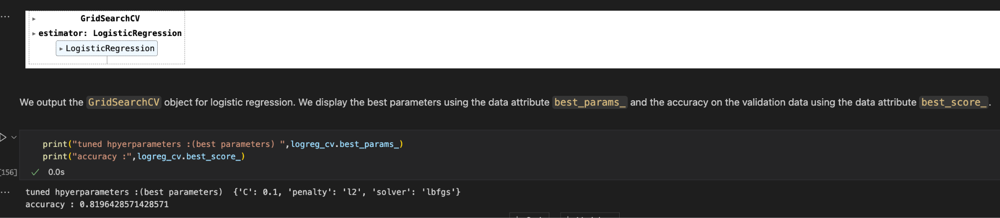 ...
GridSearchCV
estimator: LogisticRegression
LogisticRegression
We output the GridSearchCV object for logistic regression. We display the best parameters using the data attribute best_params_ and the accuracy on the validation data using the data attribute best_score_.
print("tuned hpyerparameters :(best parameters) ",logreg_cv.best_params_)
print("accuracy :",logreg_cv.best_score_)
[156]
0.0s
...
tuned hpyerparameters :(best parameters)  {'C': 0.1, 'penalty': 'l2', 'solver': 'lbfgs'}
accuracy : 0.8196428571428571